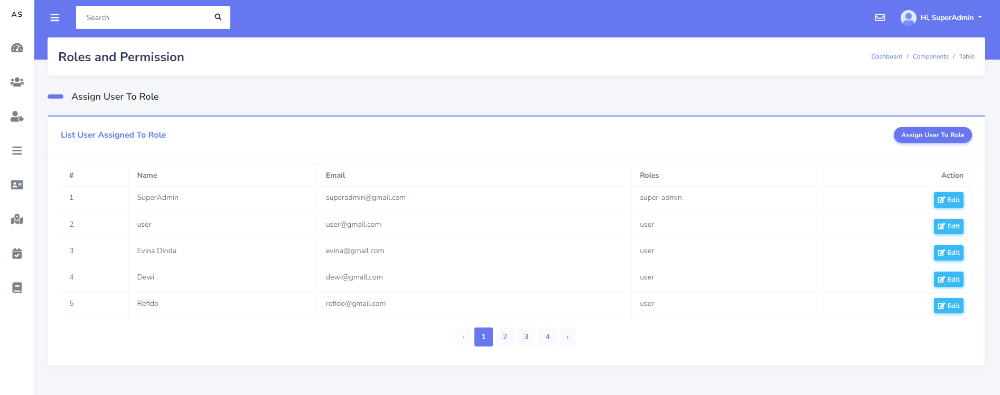 AS
Search
Hi, SuperAdmin
Roles and Permission
Dashboard / Components / Table
Assign User To Role
List User Assigned To Role
Assign User To Role
# Name Email Roles Action
1 SuperAdmin superadmin@gmail.com super-admin Edit
2 user user@gmail.com user Edit
3 Evina Dinda evina@gmail.com user Edit
4 Dewi dewi@gmail.com user Edit
5 Refido refido@gmail.com user Edit
‹ 1 2 3 4 ›